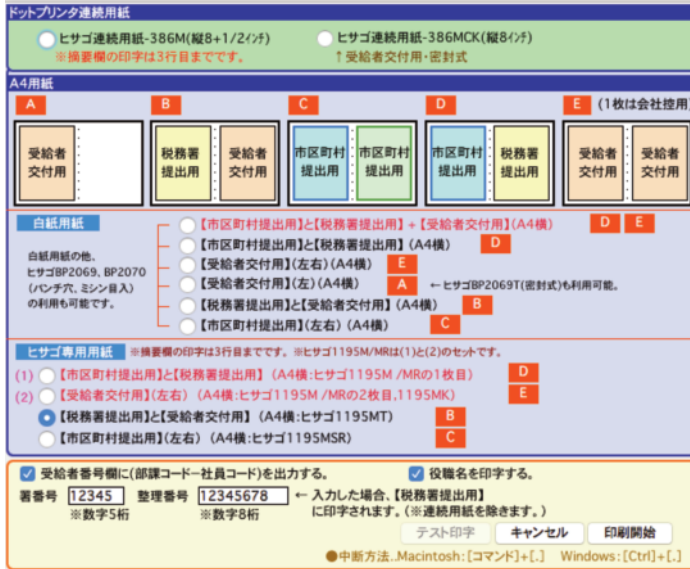 ドットプリンタ連続用紙
ヒサゴ連続用紙-386M(縦8+1/2インチ)
ヒサゴ連続用紙-386MCK(縦8インチ)
※摘要欄の印字は3行目までです。
↑受給者交付用・密封式
A4用紙
A
B
C
D
E (1枚は会社控用)
受給者
交付用
税務署
提出用
受給者
交付用
市区町村
提出用
市区町村
提出用
市区町村
提出用
税務署
提出用
受給者
交付用
受給者
交付用
白紙用紙
白紙用紙の他、
ヒサゴBP2069, BP2070
(パンチ穴、ミシン目入)
の利用も可能です。
【市区町村提出用】と【税務署提出用】+【受給者交付用】(A4横) D E
【市区町村提出用】と【税務署提出用】(A4横) D
【受給者交付用】(左右)(A4横) E
【受給者交付用】(左)(A4横) A ←ヒサゴBP2069T(密封式)も利用可能。
【税務署提出用】と【受給者交付用】(A4横) B
【市区町村提出用】(左右)(A4横) C
ヒサゴ専用用紙 ※摘要欄の印字は3行目までです。※ヒサゴ1195M/MRは(1)と(2)のセットです。
(1) 【市区町村提出用】と【税務署提出用】(A4横:ヒサゴ1195M /MRの1枚目) D
(2) 【受給者交付用】(左右)(A4横:ヒサゴ1195M /MRの2枚目,1195MK) E
【税務署提出用】と【受給者交付用】(A4横:ヒサゴ1195MT) B
【市区町村提出用】(左右)(A4横:ヒサゴ1195MSR) C
受給者番号欄に(部課コードー社員コード)を出力する。
役職名を印字する。
署番号 12345 整理番号 12345678 ← 入力した場合、【税務署提出用】
※数字5桁 ※数字8桁 に印字されます。(※連続用紙を除きます。)
テスト印字 キャンセル 印刷開始
●中断方法..Macintosh:[コマンド]+[.] Windows:[Ctrl]+[.]